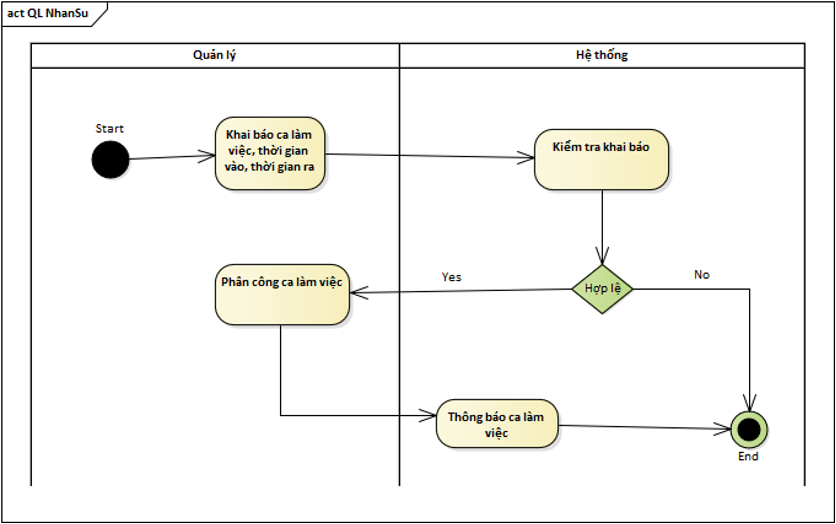 act QL NhanSu
Quản lý
Hệ thống
Start
Khai báo ca làm
việc, thời gian
vào, thời gian ra
Kiểm tra khai báo
Phân công ca làm việc
Yes
Hợp lệ
No
Thông báo ca làm
việc
End